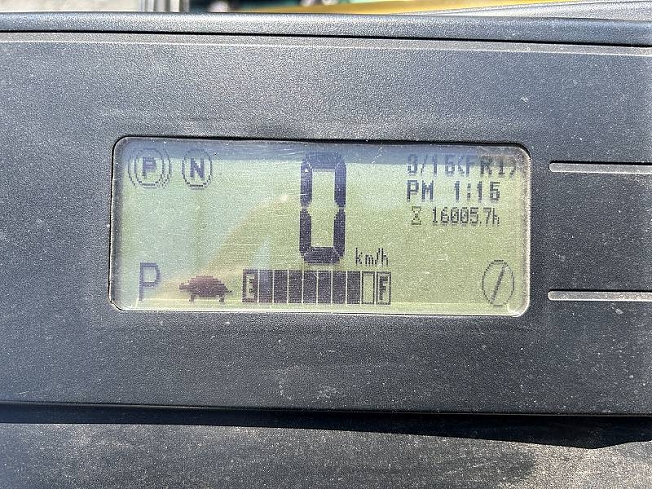 P N
0
km/h
3/15(FRI)
PM 1:15
16005.7h
P
E F